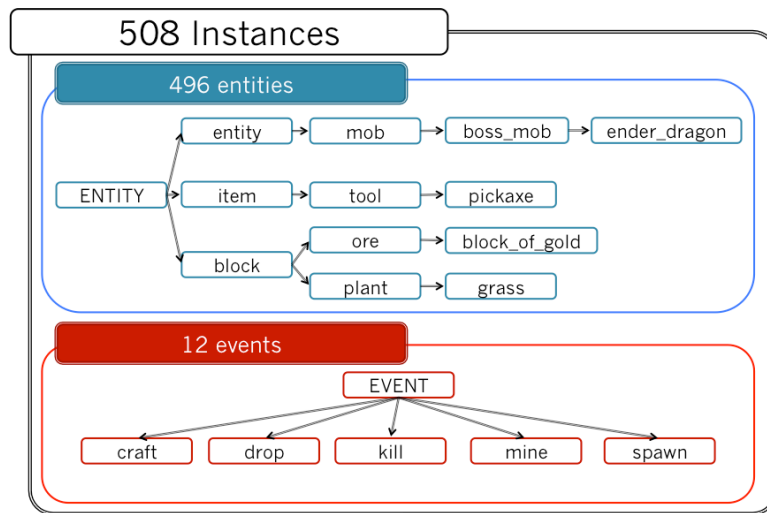 508 Instances
496 entities
entity
mob
boss_mob
ender_dragon
ENTITY
item
tool
pickaxe
ore
block_of_gold
block
plant
grass
12 events
EVENT
craft
drop
kill
mine
spawn